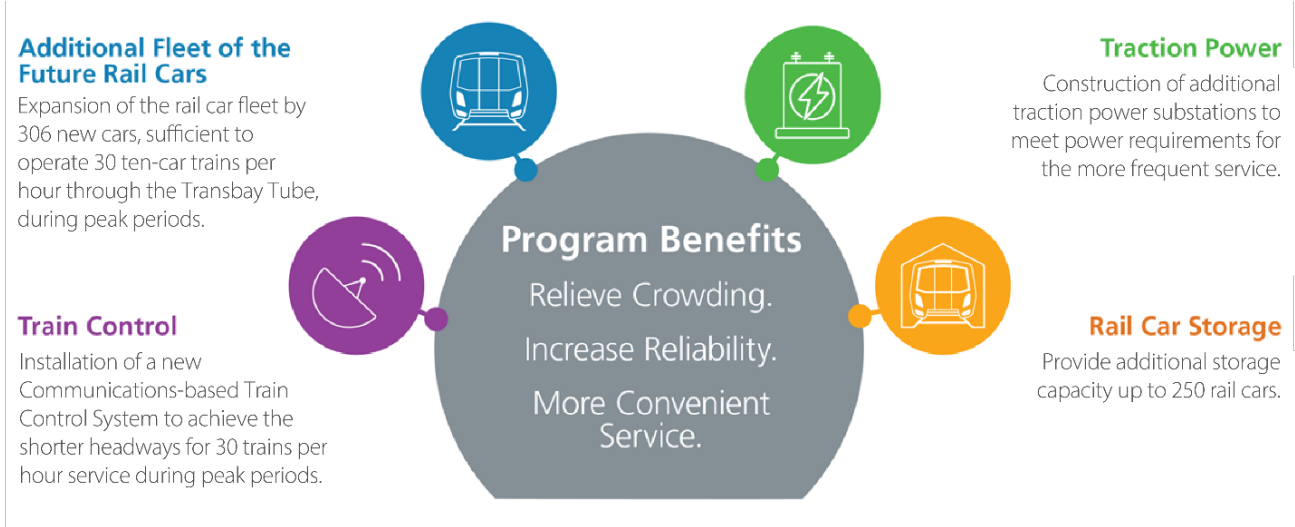 Additional Fleet of the
Future Rail Cars
Expansion of the rail car fleet by
306 new cars, sufficient to
operate 30 ten-car trains per
hour through the Transbay Tube,
during peak periods.
Train Control
Installation of a new
Communications-based Train
Control System to achieve the
shorter headways for 30 trains per
hour service during peak periods.
Program Benefits
Relieve Crowding.
Increase Reliability.
More Convenient
Service.
Traction Power
Construction of additional
traction power substations to
meet power requirements for
the more frequent service.
Rail Car Storage
Provide additional storage
capacity up to 250 rail cars.